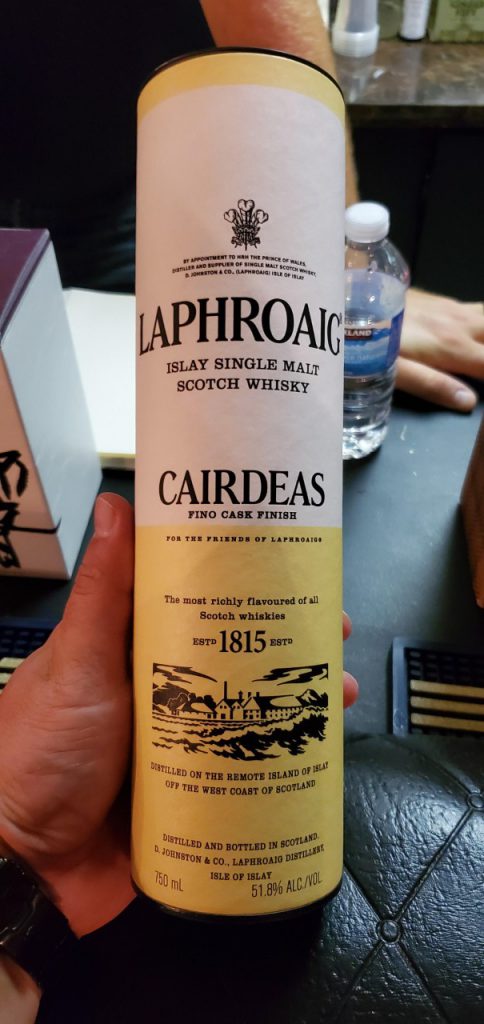 BY APPOINTMENT TO HRH THE PRINCE OF WALES,
DISTILLER AND SUPPLIER OF SINGLE MALT SCOTCH WHISKY,
D. JOHNSTON & CO., (LAPHROAIG) ISLE OF ISLAY
LAPHROAIG®
ISLAY SINGLE MALT
SCOTCH WHISKY
CAIRDEAS
FINO CASK FINISH
FOR THE FRIENDS OF LAPHROAIG®
The most richly flavoured of all
Scotch whiskies
ESTD 1815 ESTD
DISTILLED ON THE REMOTE ISLAND OF ISLAY
OFF THE WEST COAST OF SCOTLAND
DISTILLED AND BOTTLED IN SCOTLAND.
D. JOHNSTON & CO., LAPHROAIG DISTILLERY,
ISLE OF ISLAY
750 mL
51.8% ALC./VOL.